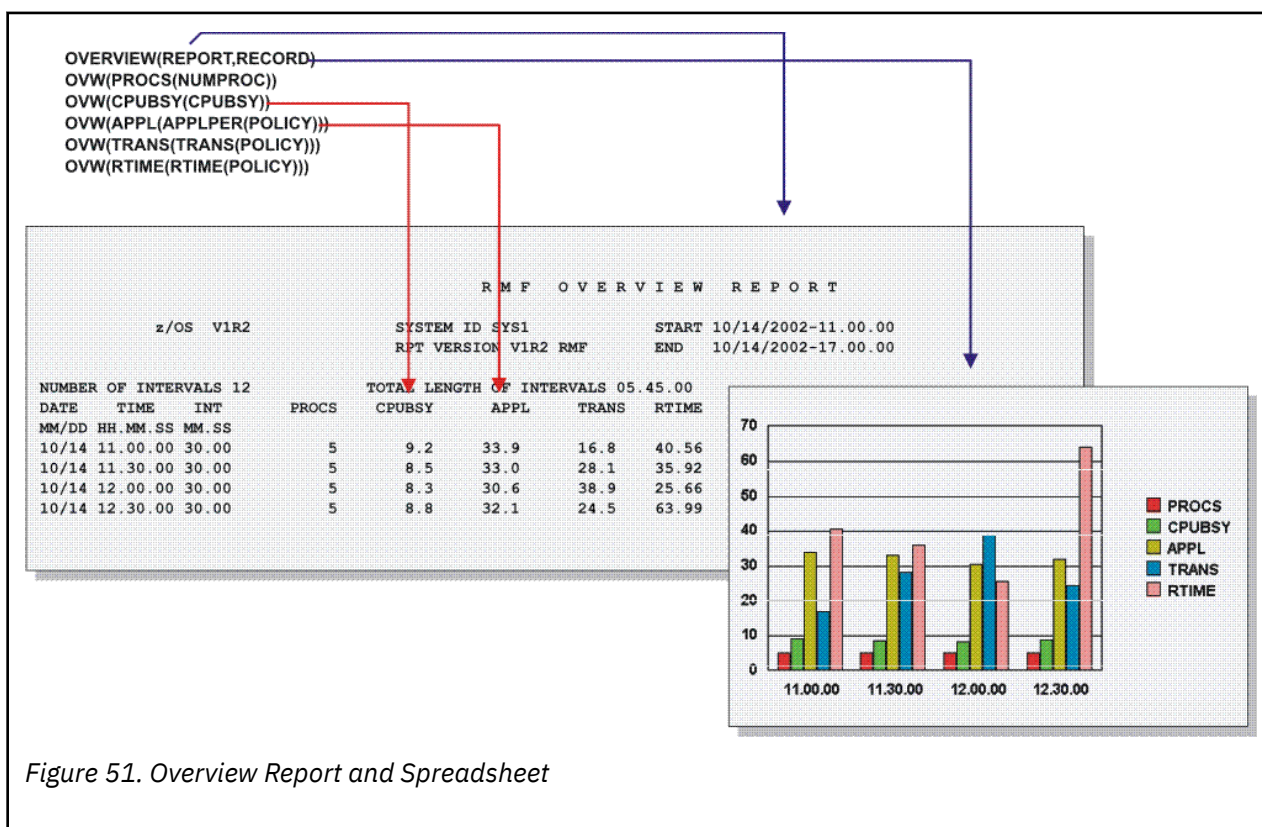 OVERVIEW(REPORT,RECORD)
OVW(PROCS(NUMPROC))
OVW(CPUBSY(CPUBSY))
OVW(APPL(APPLPER(POLICY)))
OVW(TRANS(TRANS(POLICY)))
OVW(RTIME(RTIME(POLICY)))
R M F   O V E R V I E W   R E P O R T
z/OS V1R2 SYSTEM ID SYS1 START 10/14/2002-11.00.00
RPT VERSION V1R2 RMF END 10/14/2002-17.00.00
NUMBER OF INTERVALS 12 TOTAL LENGTH OF INTERVALS 05.45.00
DATE TIME INT PROCS CPUBSY APPL TRANS RTIME
MM/DD HH.MM.SS MM.SS
10/14 11.00.00 30.00 5 9.2 33.9 16.8 40.56
10/14 11.30.00 30.00 5 8.5 33.0 28.1 35.92
10/14 12.00.00 30.00 5 8.3 30.6 38.9 25.66
10/14 12.30.00 30.00 5 8.8 32.1 24.5 63.99
70
60
50
40
30
20
10
0
11.00.00 11.30.00 12.00.00 12.30.00
PROCS
CPUBSY
APPL
TRANS
RTIME
Figure 51. Overview Report and Spreadsheet